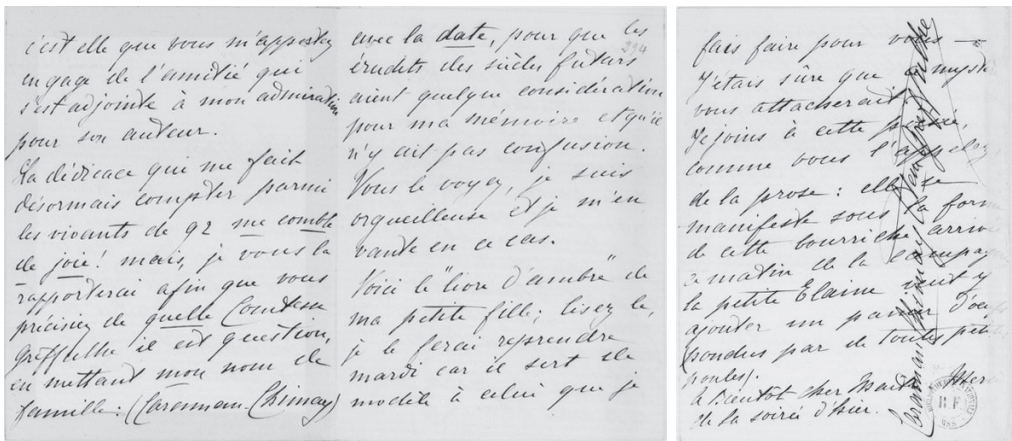 c'est elle que vous m'apportez
en gage de l'amitié qui
s'est adjointe à mon admiration
pour son auteur.
La dédicace qui me fait
désormais compter parmi
les vivants de 92 me comble
de joie! mais, je vous la
rapporterai afin que vous
précisiez de quelle Comtesse
Greffulhe il est question,
en mettant mon nom de
famille: (Caraman-Chimay)
avec la date, pour que les
294
érudits des siècles futurs
aient quelque considération
pour ma mémoire et qu'il
n'y ait pas confusion.
Vous le voyez, je suis
orgueilleuse et je m'en
vante en ce cas.
Voici le "livre d'ambre" de
ma petite fille; lisez le,
je le ferai reprendre
mardi car il sert de
modèle à celui que je
fais faire pour vous —
J'étais sûre que
vous attacherait
Je joins à cette
comme vous l'appelez,
de la prose: elle se
manifeste sous la forme
de cette bourriche arrivée
ce matin de la campagne
la petite Elaine veut y
ajouter un panier d'oeufs
(pondus par de toutes petites
poules).
à Bientôt cher
de la soirée d'hier.
Caraman Chimay Greffulhe
B.F.